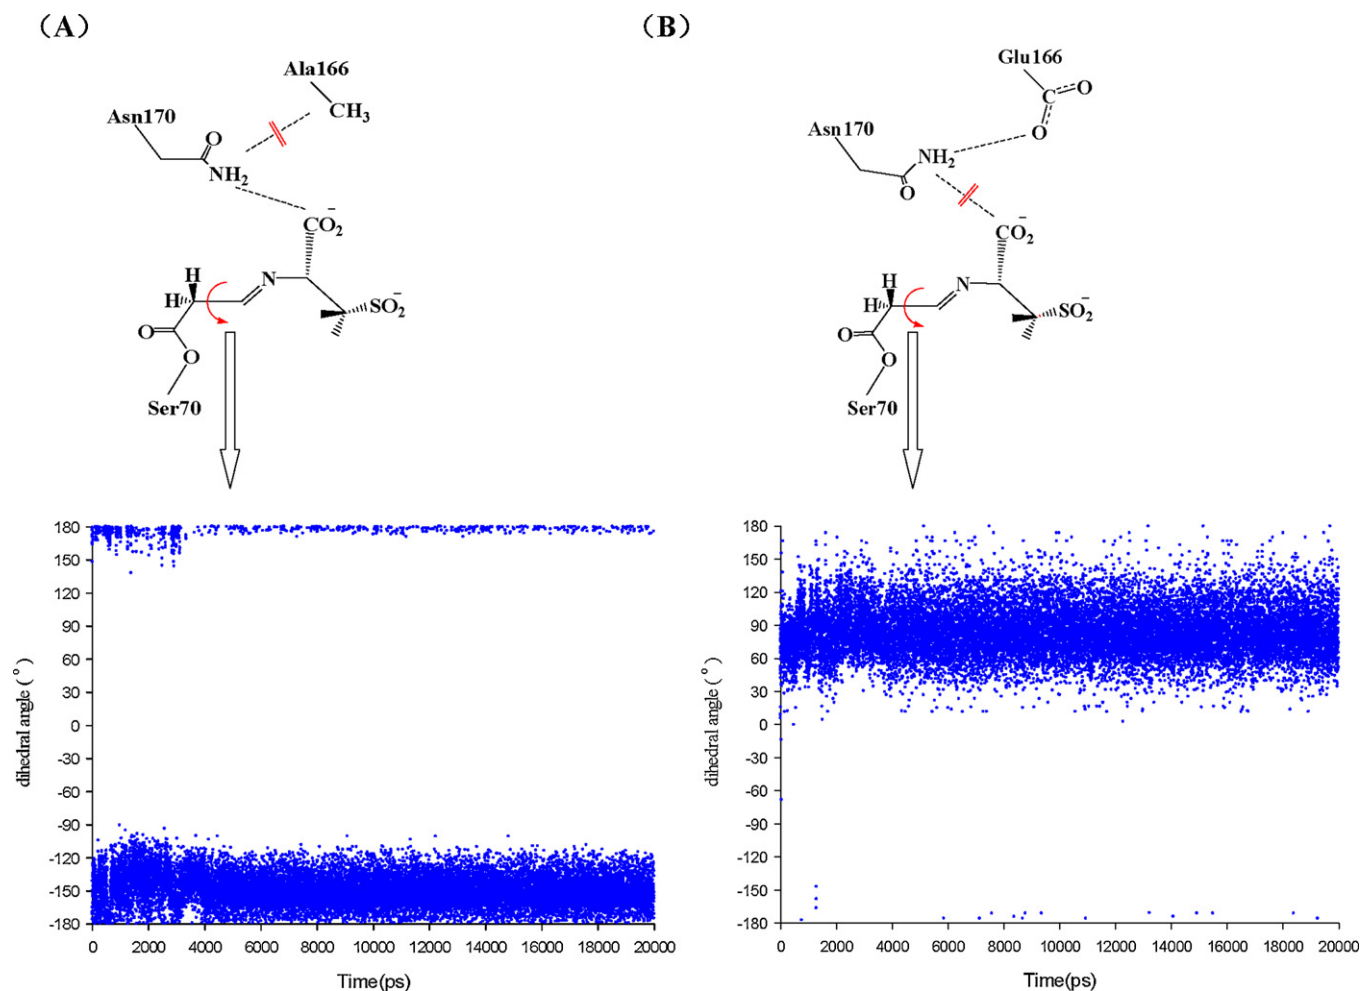 (A)
Ala166
CH3
Asn170
O
NH2
CO2−
N
H
H
SO2−
O
O
Ser70
180
150
120
90
60
30
0
-30
-60
-90
-120
-150
-180
dihedral angle (°)
0 2000 4000 6000 8000 10000 12000 14000 16000 18000 20000
Time(ps)
(B)
Glu166
C
O
O
Asn170
NH2
O
CO2−
N
H
H
SO2−
O
O
Ser70
180
150
120
90
60
30
0
-30
-60
-90
-120
-150
-180
dihedral angle (°)
0 2000 4000 6000 8000 10000 12000 14000 16000 18000 20000
Time(ps)